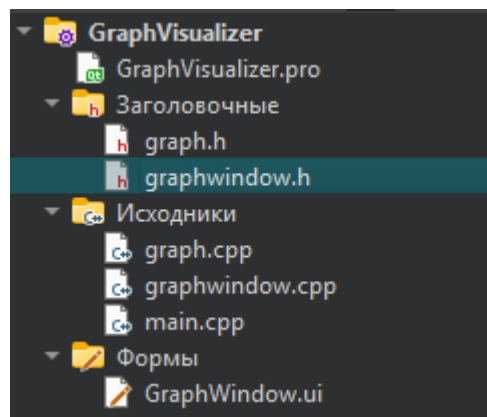 GraphVisualizer
GraphVisualizer.pro
Заголовочные
graph.h
graphwindow.h
Исходники
graph.cpp
graphwindow.cpp
main.cpp
Формы
GraphWindow.ui